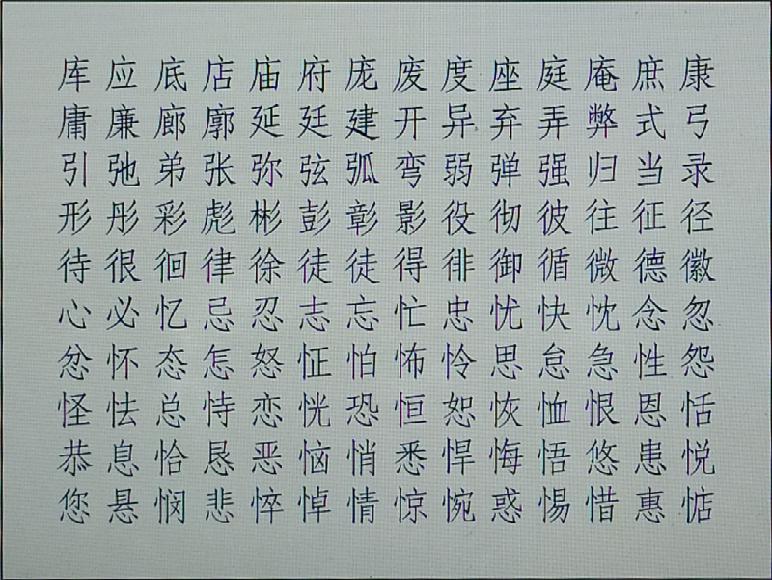 库应底店庙府庞废度座庭庵庶康
庸廉廊廓延廷建开异弃弄弊式弓
引弛弟张弥弦弧弯弱弹强归当录
形彤彩彪彬彭彰影役彻彼往征径
待很徊律徐徒徒得徘御循微德徽
心必忆忌忍志忘忙忠忧快忱念忽
忿怀态怎怒怔怕怖怜思怠急性怨
怪怯总恃恋恍恐恒恕恢恤恨恩恬
恭息恰恳恶恼悄悉悍悔悟悠患悦
您悬悯悲悴悼情惊惋惑惕惜惠惦